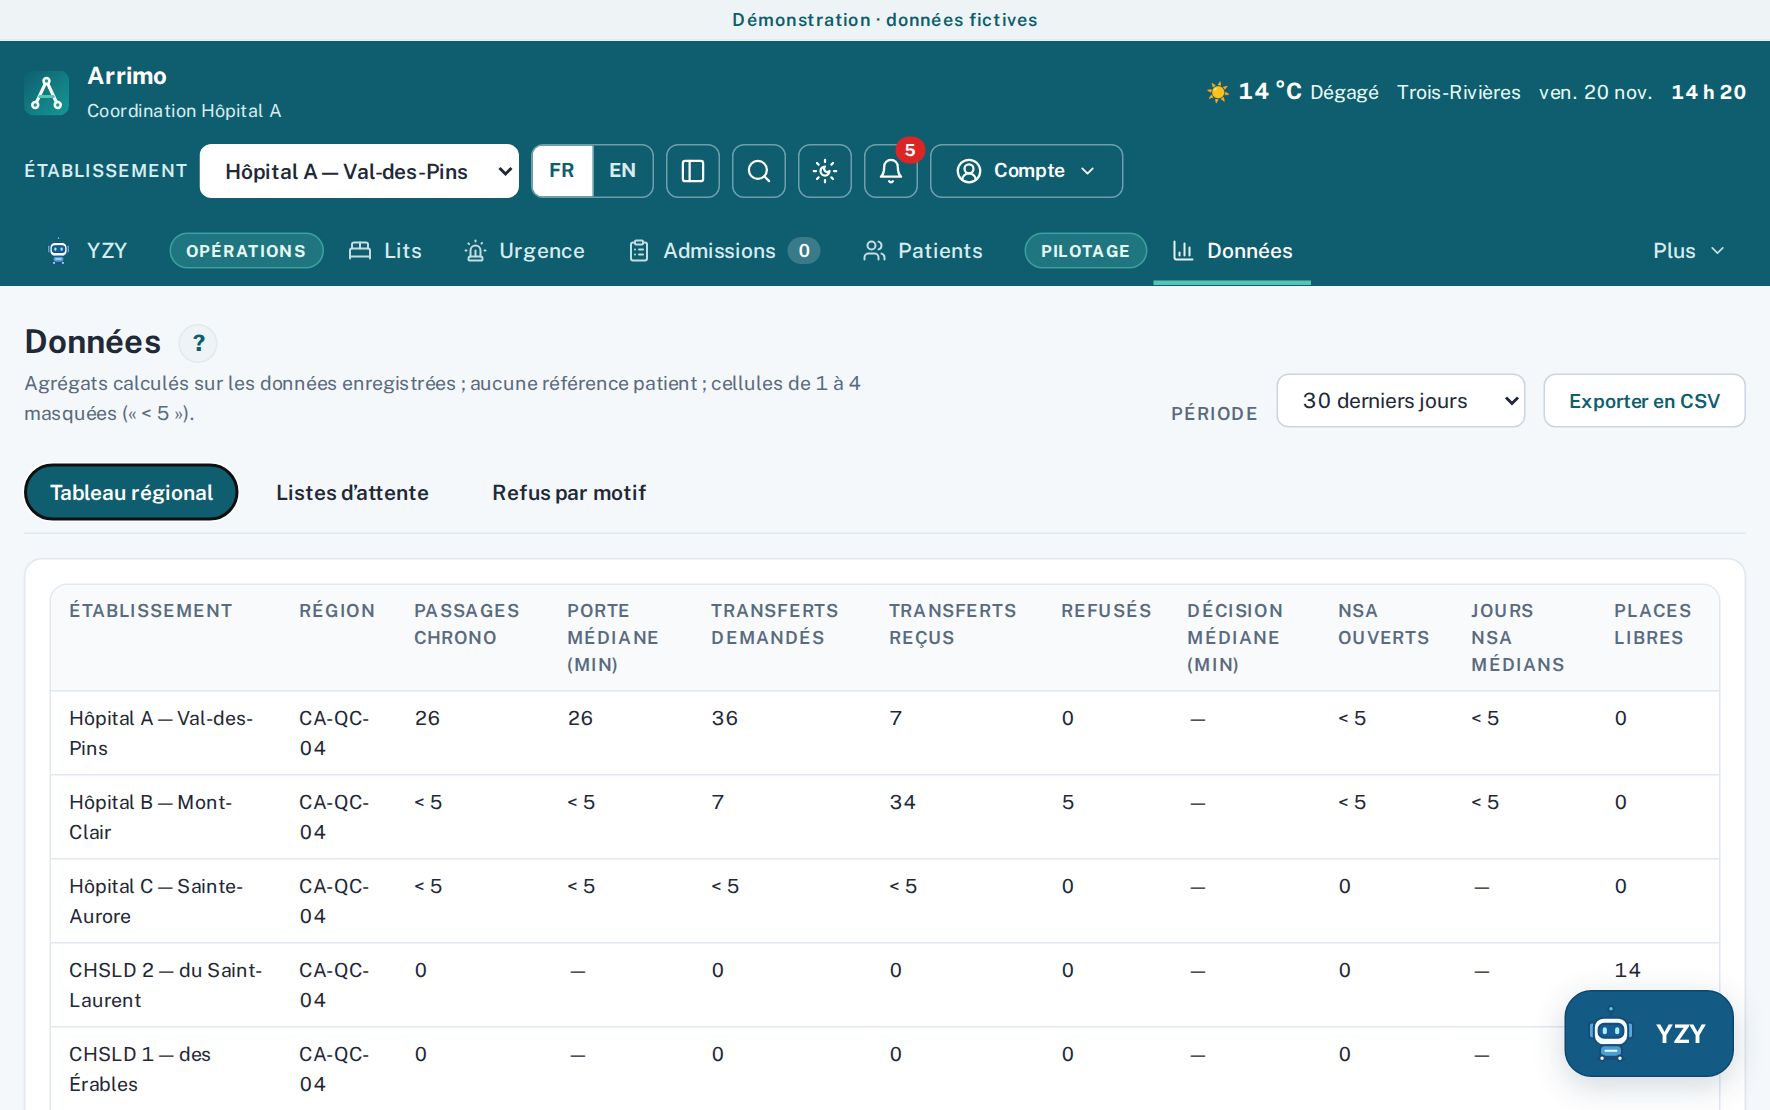 Démonstration · données fictives
Arrimo
Coordination Hôpital A
14 °C Dégagé Trois-Rivières ven. 20 nov. 14 h 20
ÉTABLISSEMENT Hôpital A — Val-des-Pins FR EN 5 Compte
YZY OPÉRATIONS Lits Urgence Admissions 0 Patients PILOTAGE Données Plus
Données ?
Agrégats calculés sur les données enregistrées ; aucune référence patient ; cellules de 1 à 4
masquées (« < 5 »).
PÉRIODE 30 derniers jours Exporter en CSV
Tableau régional Listes d’attente Refus par motif
ÉTABLISSEMENT RÉGION PASSAGES PORTE TRANSFERTS TRANSFERTS REFUSÉS DÉCISION NSA JOURS PLACES
CHRONO MÉDIANE DEMANDÉS REÇUS MÉDIANE OUVERTS NSA LIBRES
(MIN) (MIN) MÉDIANS
Hôpital A — Val-des- CA-QC- 26 26 36 7 0 — < 5 < 5 0
Pins 04
Hôpital B — Mont- CA-QC- < 5 < 5 7 34 5 — < 5 < 5 0
Clair 04
Hôpital C — Sainte- CA-QC- < 5 < 5 < 5 < 5 0 — 0 — 0
Aurore 04
CHSLD 2 — du Saint- CA-QC- 0 — 0 0 0 — 0 — 14
Laurent 04
CHSLD 1 — des CA-QC- 0 — 0 0 0 — 0 —
Érables 04
YZY